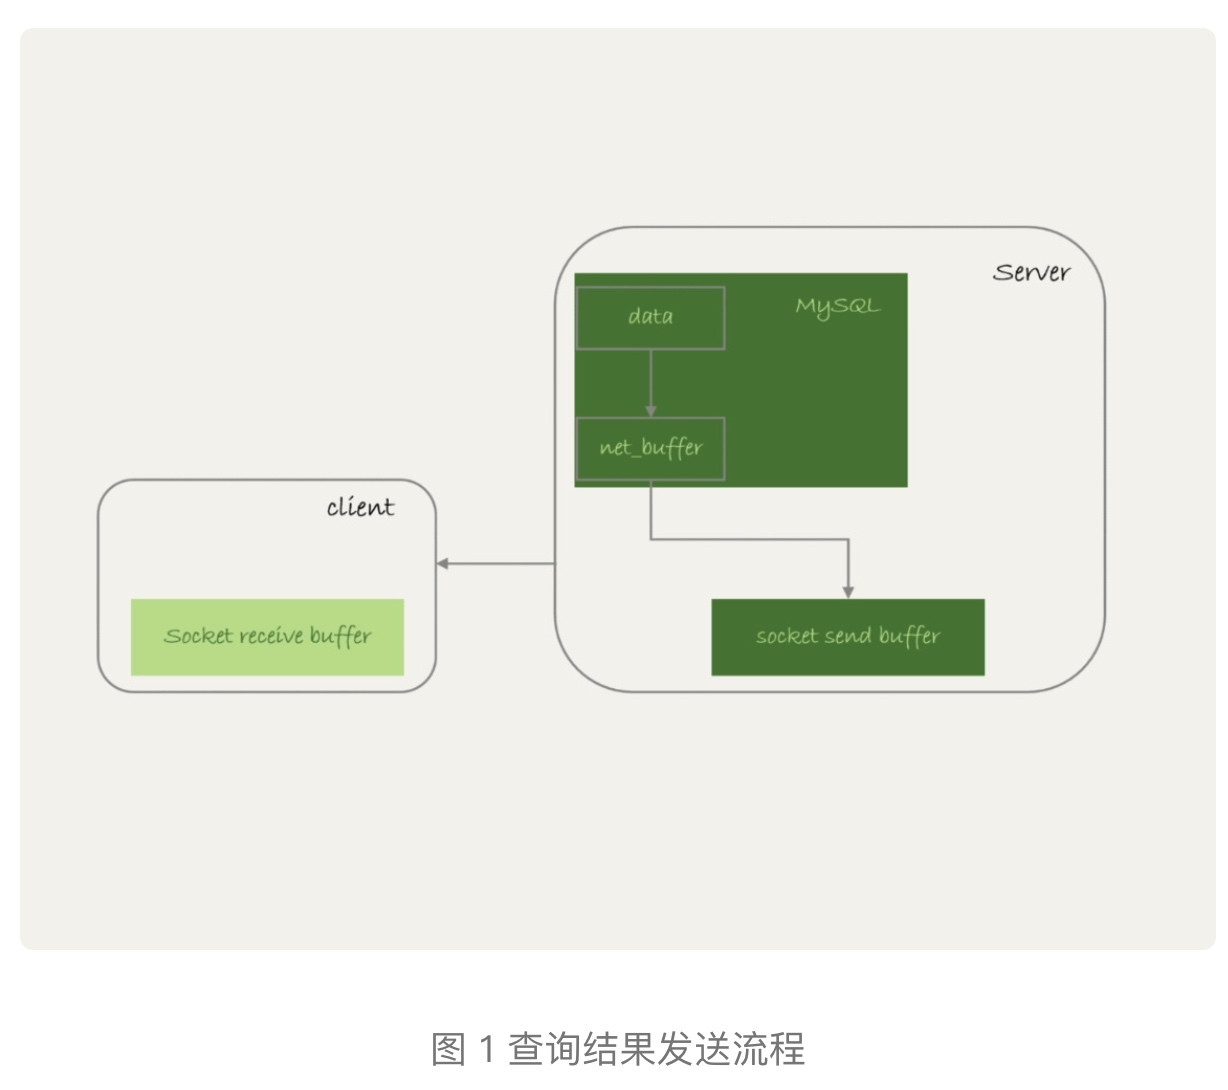 Server
MySQL
data
net_buffer
client
Socket receive buffer
socket send buffer
图 1 查询结果发送流程